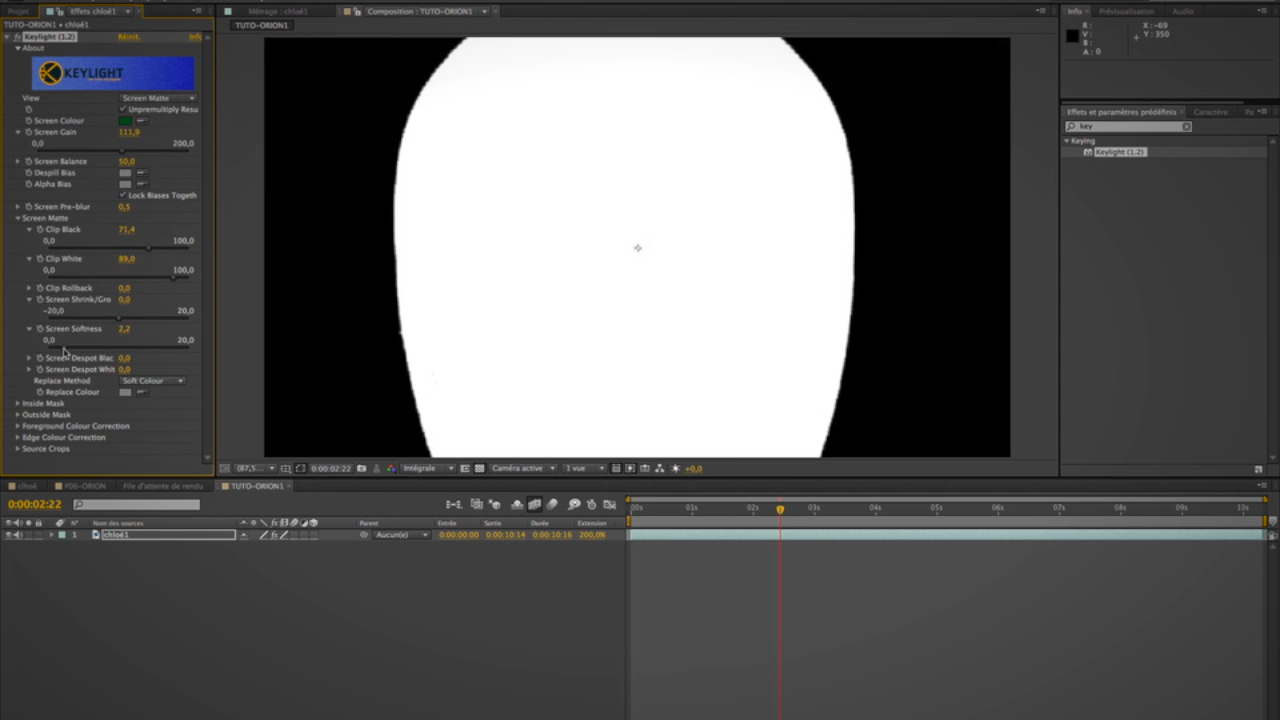 Projet
Effets chloé1
TUTO-ORION1 • chloé1
Keylight (1.2) Réinit. Info
About
KEYLIGHT
View Screen Matte
Unpremultiply Resu
Screen Colour
Screen Gain 111,9
0,0 200,0
Screen Balance 50,0
Despill Bias
Alpha Bias
Lock Biases Togeth
Screen Pre-blur 0,5
Screen Matte
Clip Black 71,4
0,0 100,0
Clip White 89,0
0,0 100,0
Clip Rollback 0,0
Screen Shrink/Gro 0,0
-20,0 20,0
Screen Softness 2,2
0,0 20,0
Screen Despot Blac 0,0
Screen Despot Whit 0,0
Replace Method Soft Colour
Replace Colour
Inside Mask
Outside Mask
Foreground Colour Correction
Edge Colour Correction
Source Crops
Métrage : chloé1
Composition : TUTO-ORION1
TUTO-ORION1
(87,5... 0:00:02:22 Intégrale Caméra active 1 vue +0,0
Info Prévisualisation Audio
R : X : -69
V : Y : 350
B :
A : 0
Effets et paramètres prédéfinis Caractère Pa
key
Keying
Keylight (1.2)
chloé PD6-ORION File d'attente de rendu TUTO-ORION1
0:00:02:22
:00s 01s 02s 03s 04s 05s 06s 07s 08s 09s 10s
N° Nom des sources Parent Entrée Sortie Durée Extension
1 chloé1 Aucun(e) 0:00:00:00 0:00:10:14 0:00:10:16 200,0%